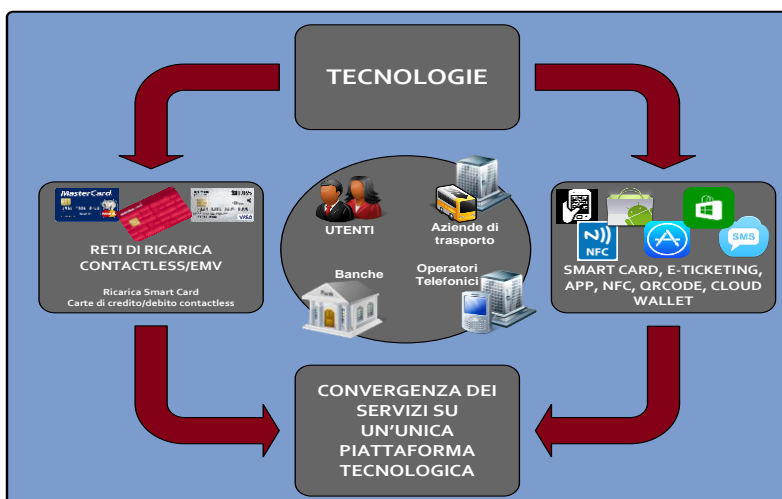 TECNOLOGIE
MasterCard
VISA
RETI DI RICARICA
CONTACTLESS/EMV
Ricarica Smart Card
Carte di credito/debito contactless
UTENTI
Aziende di
trasporto
Banche
Operatori
Telefonici
NFC
SMS
SMART CARD, E-TICKETING,
APP, NFC, QRCODE, CLOUD
WALLET
CONVERGENZA DEI
SERVIZI SU
UN'UNICA
PIATTAFORMA
TECNOLOGICA